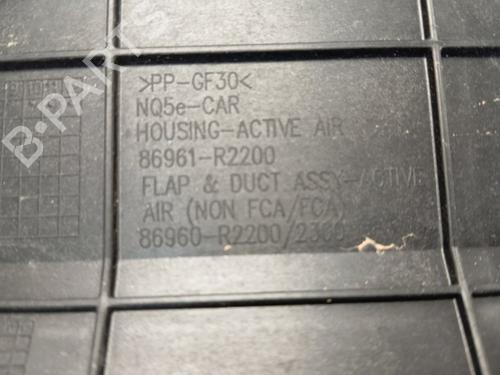 >PP-GF30<
NQ5e-CAR
HOUSING-ACTIVE AIR
86961-R2200
FLAP & DUCT ASSY-ACTIVE
AIR (NON FCA/FCA)
86960-R2200/2300
B-PARTS